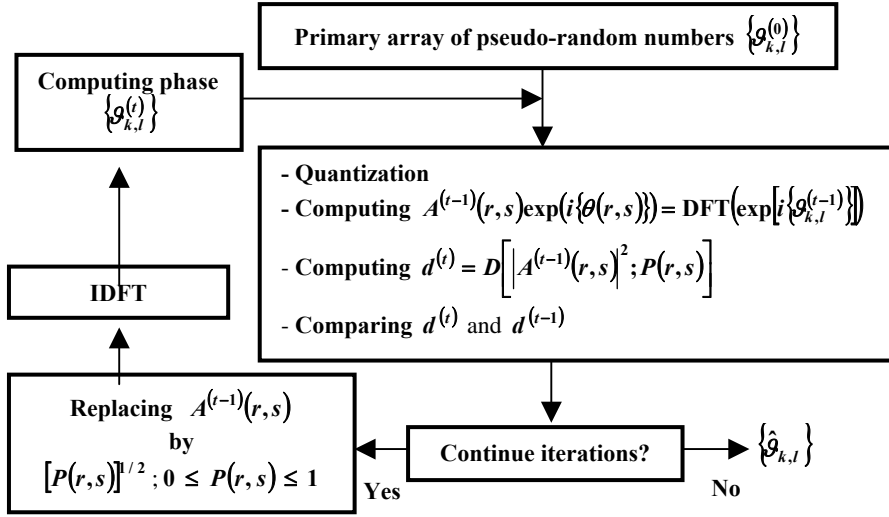 Primary array of pseudo-random numbers {𝜗_{k,l}^{(0)}}
Computing phase
{𝜗_{k,l}^{(t)}}
- Quantization
- Computing A^{(t−1)}(r,s)exp(i{θ(r,s)}) = DFT(exp[i{𝜗_{k,l}^{(t−1)}}])
- Computing d^{(t)} = D[|A^{(t−1)}(r,s)|^2; P(r,s)]
- Comparing d^{(t)} and d^{(t−1)}
IDFT
Replacing A^{(t−1)}(r,s)
by
[P(r,s)]^{1/2}; 0 ≤ P(r,s) ≤ 1
Continue iterations?
{𝜗̂_{k,l}}
Yes
No